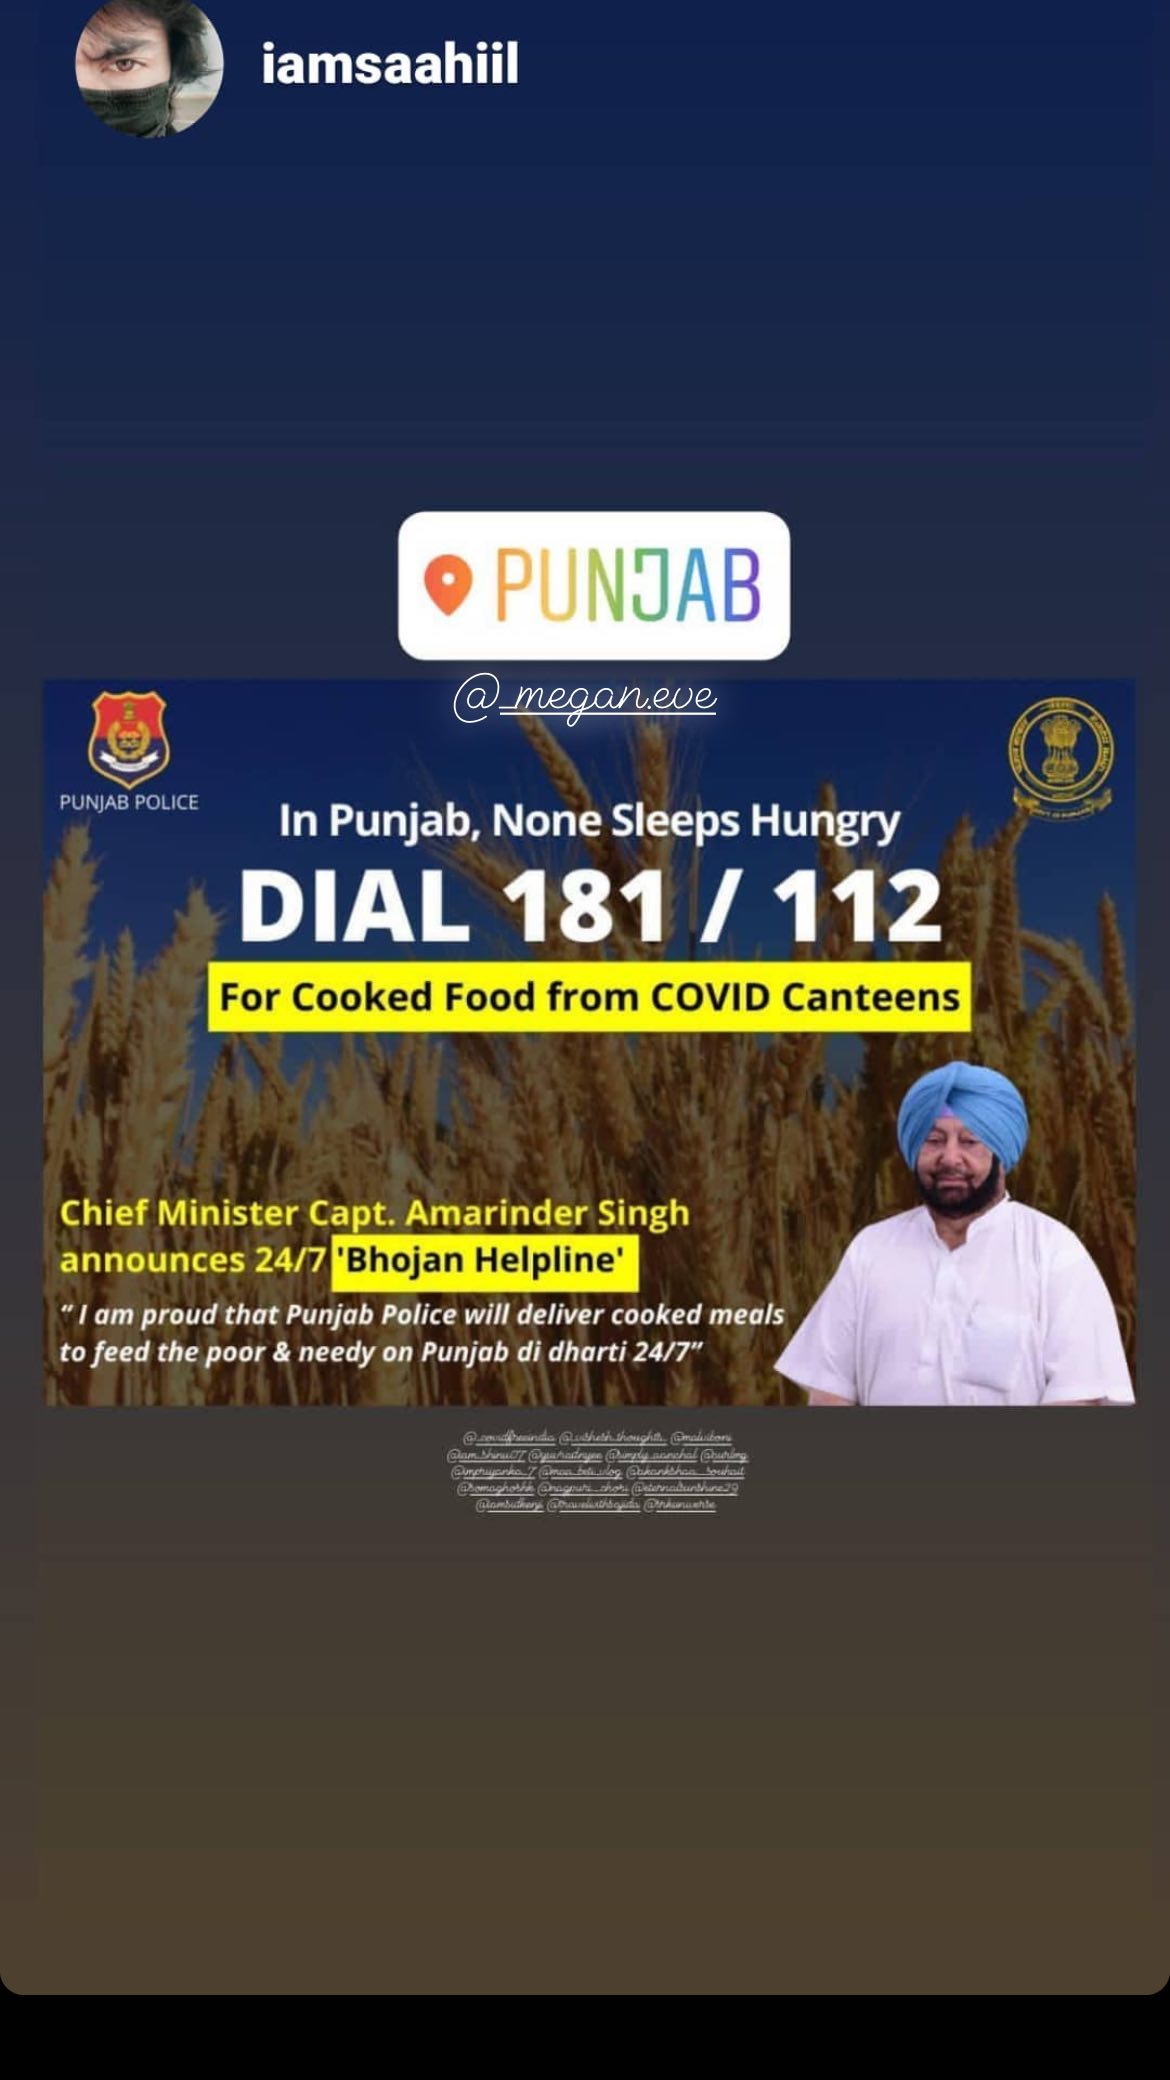 iamsaahiil
PUNJAB
@_megan.eve
PUNJAB POLICE
In Punjab, None Sleeps Hungry
DIAL 181 / 112
For Cooked Food from COVID Canteens
Chief Minister Capt. Amarinder Singh
announces 24/7 'Bhojan Helpline'
“ I am proud that Punjab Police will deliver cooked meals
to feed the poor & needy on Punjab di dharti 24/7”